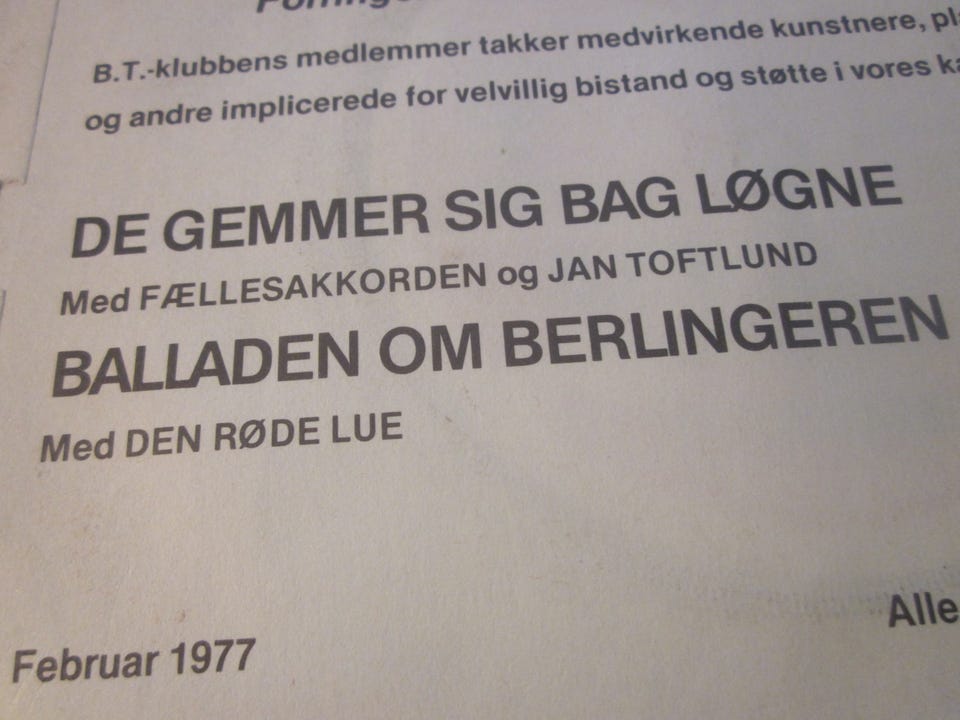 B.T.-klubbens medlemmer takker medvirkende kunstnere,
og andre implicerede for velvillig bistand og støtte i vores
DE GEMMER SIG BAG LØGNE
Med FÆLLESAKKORDEN og JAN TOFTLUND
BALLADEN OM BERLINGEREN
Med DEN RØDE LUE
Alle
Februar 1977